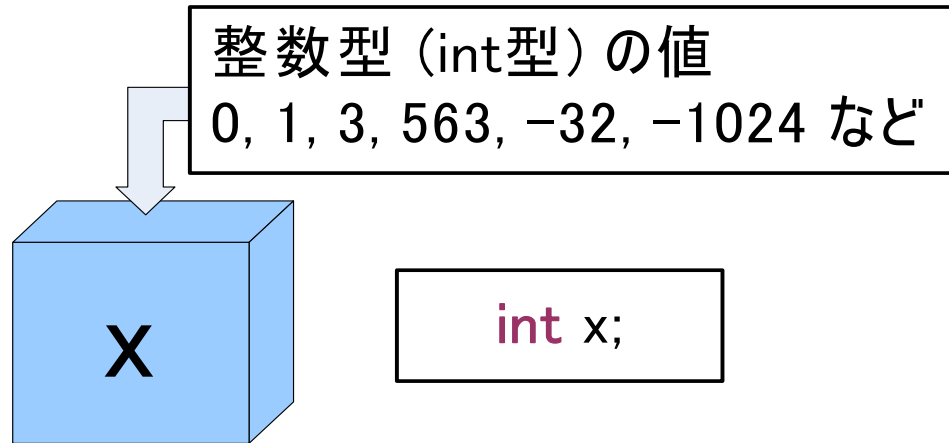 整数型(int型)の値
0, 1, 3, 563, −32, −1024 など
x
int x;